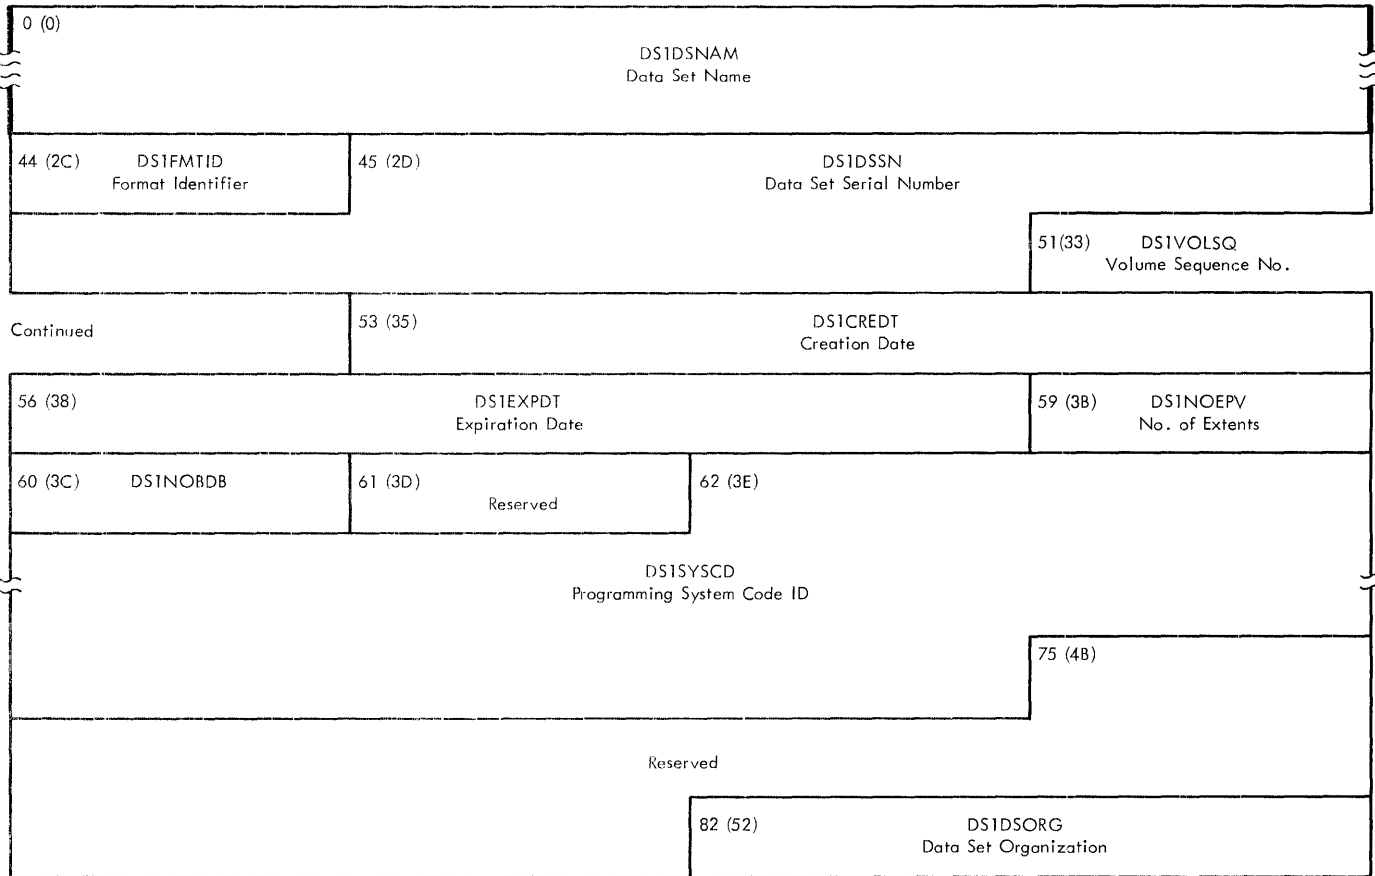 0 (0)
DS1DSNAM
Data Set Name
44 (2C) DS1FMTID
Format Identifier
45 (2D) DS1DSSN
Data Set Serial Number
51(33) DS1VOLSQ
Volume Sequence No.
Continued
53 (35) DS1CREDT
Creation Date
56 (38) DS1EXPDT
Expiration Date
59 (3B) DS1NOEPV
No. of Extents
60 (3C) DS1NOBDB
61 (3D)
Reserved
62 (3E)
DS1SYSCD
Programming System Code ID
75 (4B)
Reserved
82 (52) DS1DSORG
Data Set Organization